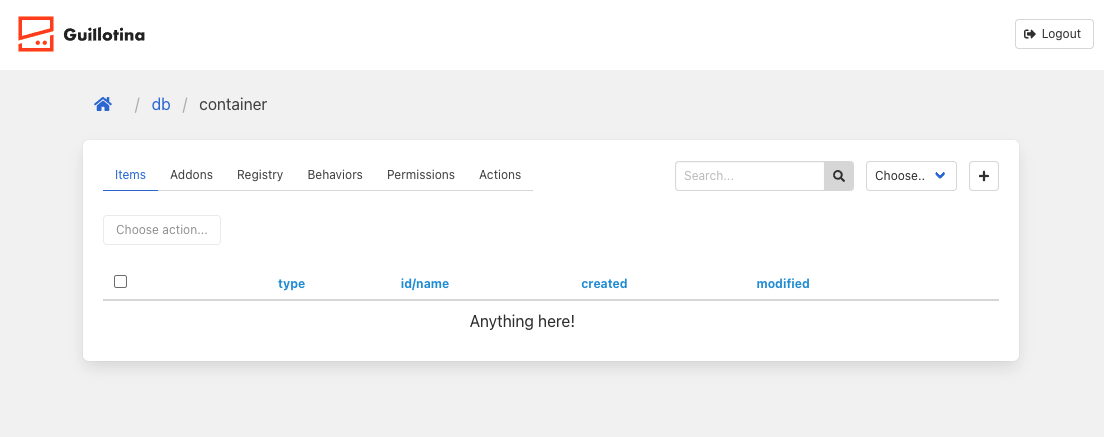 Guillotina
Logout
/ db / container
Items Addons Registry Behaviors Permissions Actions Search... Choose..
Choose action...
type id/name created modified
Anything here!